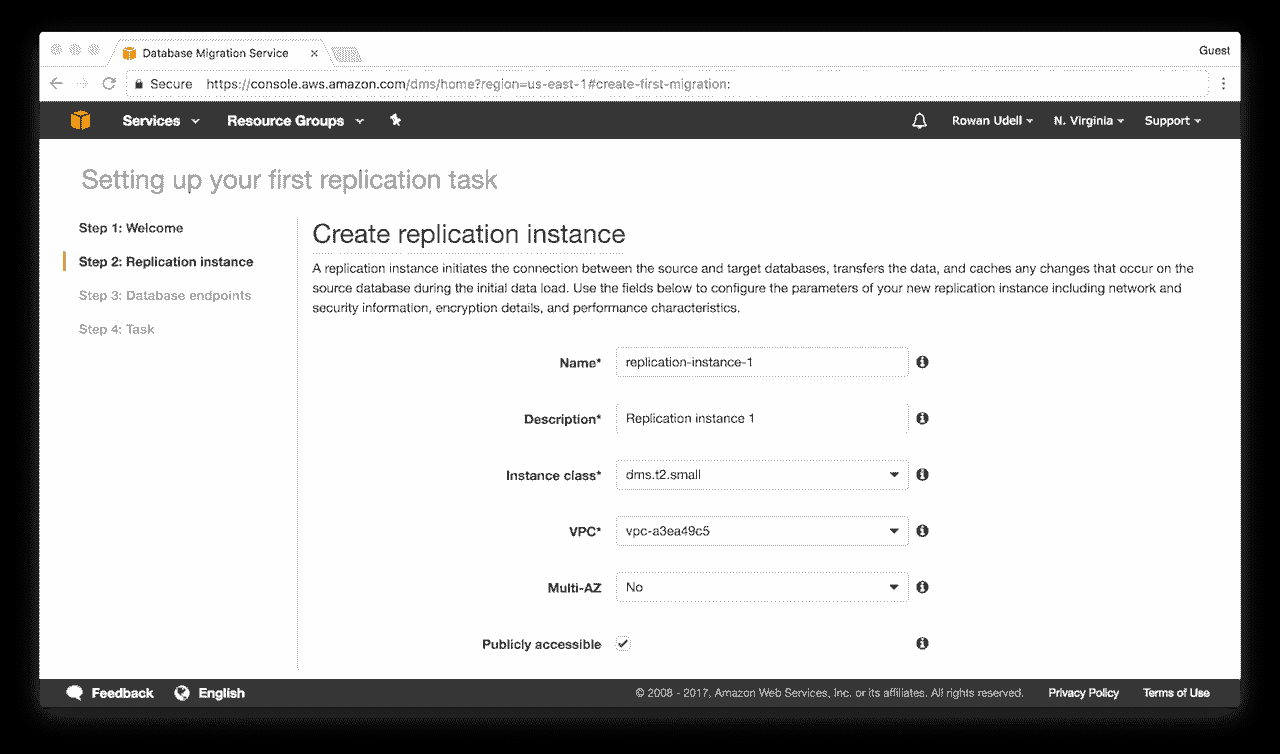 Database Migration Service
Guest
Secure https://console.aws.amazon.com/dms/home?region=us-east-1#create-first-migration:
Services Resource Groups Rowan Udell N. Virginia Support
Setting up your first replication task
Step 1: Welcome
Step 2: Replication instance
Step 3: Database endpoints
Step 4: Task
Create replication instance
A replication instance initiates the connection between the source and target databases, transfers the data, and caches any changes that occur on the
source database during the initial data load. Use the fields below to configure the parameters of your new replication instance including network and
security information, encryption details, and performance characteristics.
Name* replication-instance-1
Description* Replication instance 1
Instance class* dms.t2.small
VPC* vpc-a3ea49c5
Multi-AZ No
Publicly accessible
Feedback English © 2008 - 2017, Amazon Web Services, Inc. or its affiliates. All rights reserved. Privacy Policy Terms of Use